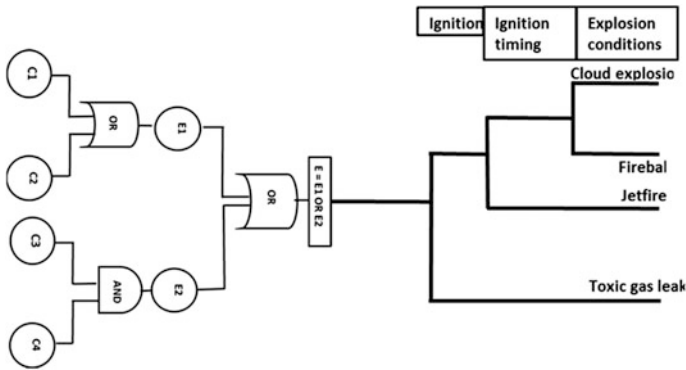 Ignition
Ignition
timing
Explosion
conditions
Cloud explosio
Firebal
Jetfire
Toxic gas leak
C1
C2
C3
C4
OR
E1
AND
E2
OR
E = E1 OR E2